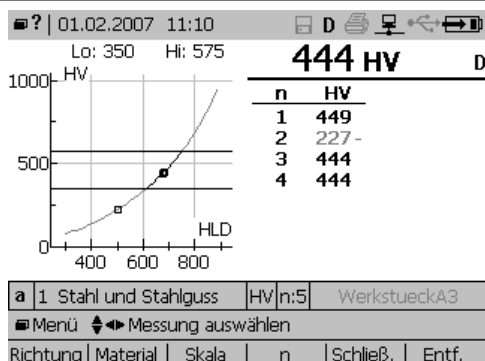 ? 01.02.2007 11:10 D
Lo: 350 Hi: 575
444 HV D
HV
1000
500
0
400 600 800
HLD
n HV
1 449
2 227-
3 444
4 444
a 1 Stahl und Stahlguss HV n:5 WerkstueckA3
Menü Messung auswählen
Richtung Material Skala n Schließ. Entf.